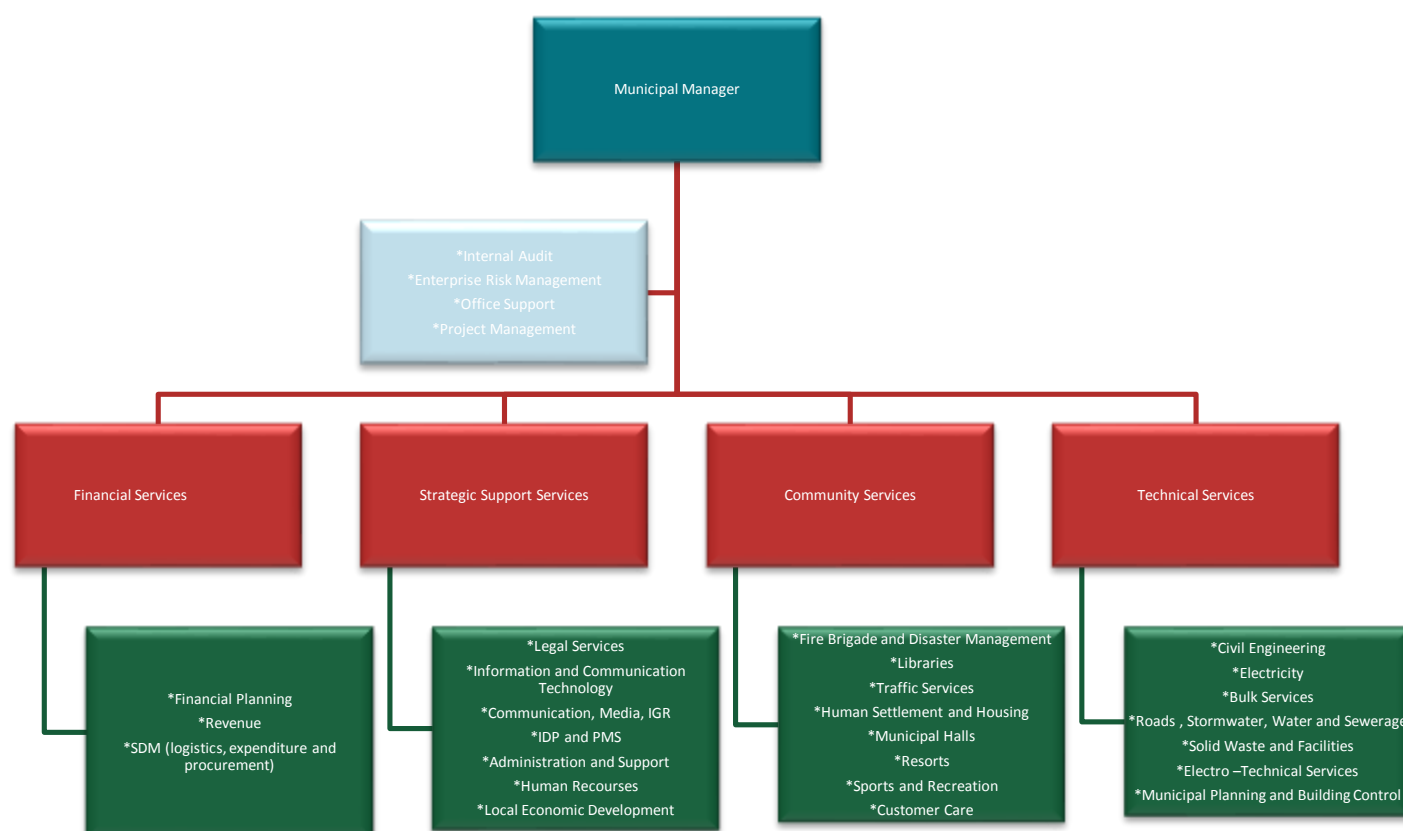 Municipal Manager
*Internal Audit
*Enterprise Risk Management
*Office Support
*Project Management
Financial Services
Strategic Support Services
Community Services
Technical Services
*Financial Planning
*Revenue
*SDM (logistics, expenditure and
procurement)
*Legal Services
*Information and Communication
Technology
*Communication, Media, IGR
*IDP and PMS
*Administration and Support
*Human Recourses
*Local Economic Development
*Fire Brigade and Disaster Management
*Libraries
*Traffic Services
*Human Settlement and Housing
*Municipal Halls
*Resorts
*Sports and Recreation
*Customer Care
*Civil Engineering
*Electricity
*Bulk Services
*Roads , Stormwater, Water and Sewerage
*Solid Waste and Facilities
*Electro –Technical Services
*Municipal Planning and Building Control